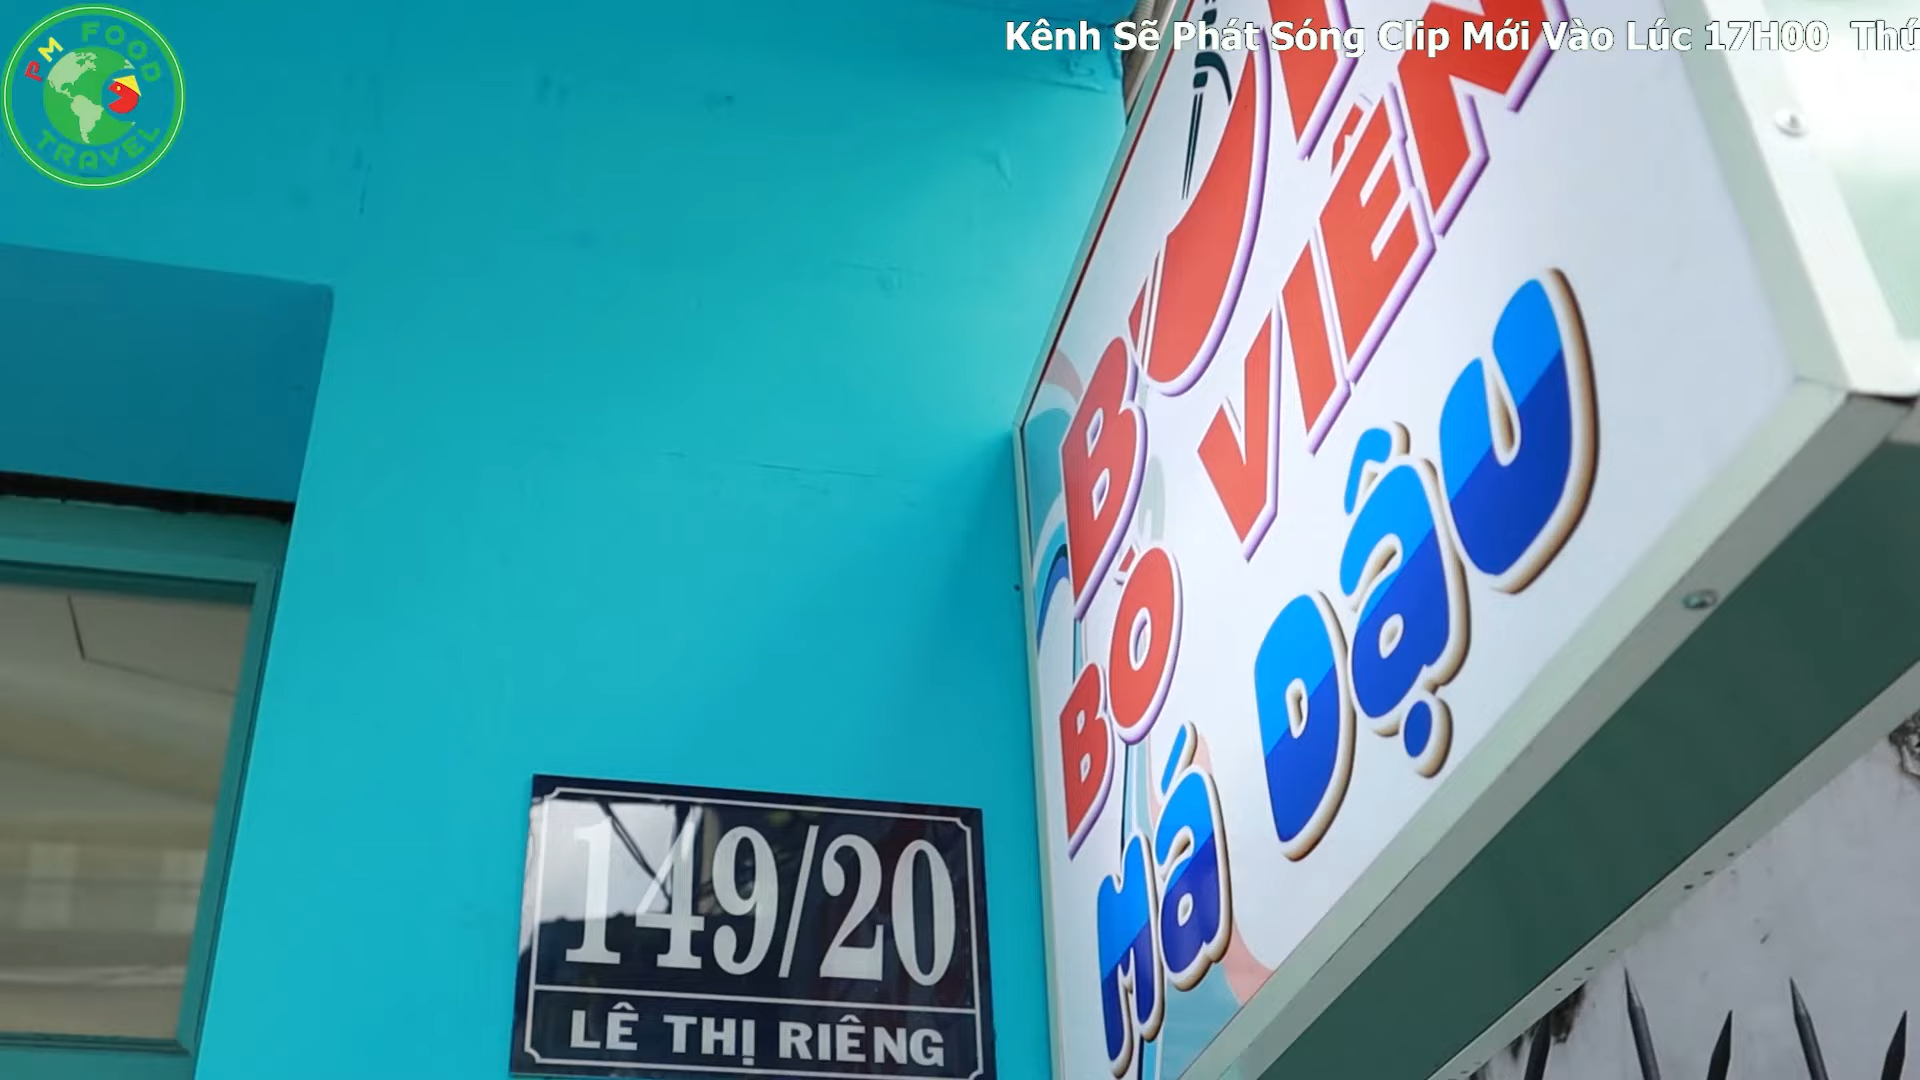 PM FOOD
TRAVEL
Kênh Sẽ Phát Sóng Clip Mới Vào Lúc 17H00 Thứ
BÒ VIÊN
Má Dậu
149/20
LÊ THỊ RIÊNG